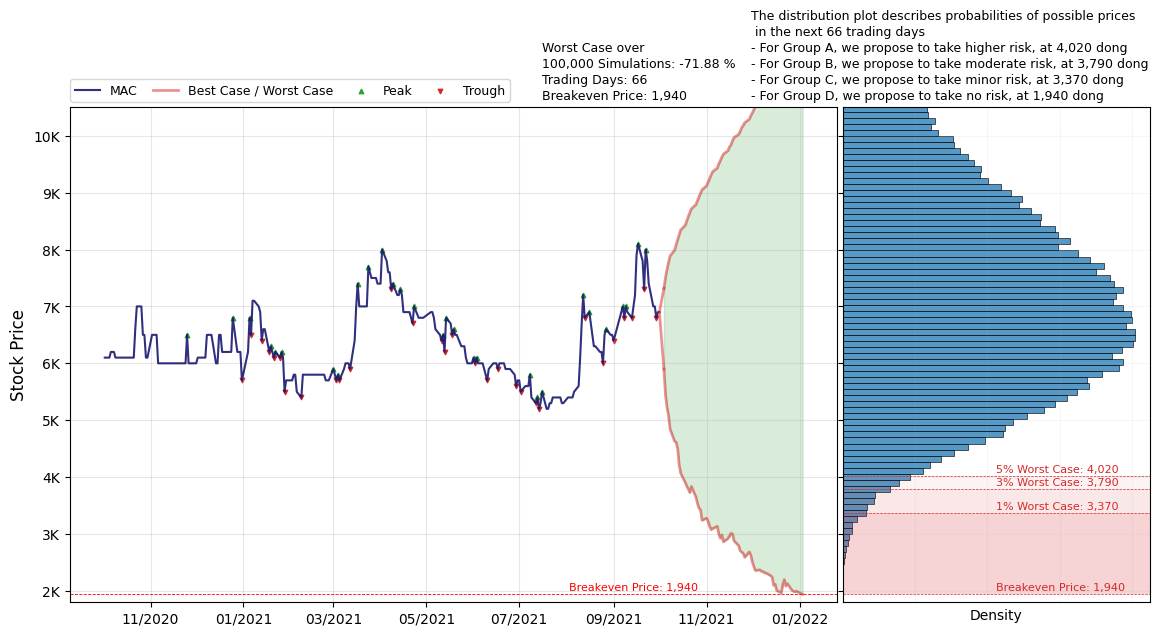 The distribution plot describes probabilities of possible prices
in the next 66 trading days
- For Group A, we propose to take higher risk, at 4,020 dong
- For Group B, we propose to take moderate risk, at 3,790 dong
- For Group C, we propose to take minor risk, at 3,370 dong
- For Group D, we propose to take no risk, at 1,940 dong
Worst Case over
100,000 Simulations: -71.88 %
Trading Days: 66
Breakeven Price: 1,940
MAC
Best Case / Worst Case
Peak
Trough
Stock Price
10K
9K
8K
7K
6K
5K
4K
3K
2K
Breakeven Price: 1,940
11/2020
01/2021
03/2021
05/2021
07/2021
09/2021
11/2021
01/2022
5% Worst Case: 4,020
3% Worst Case: 3,790
1% Worst Case: 3,370
Breakeven Price: 1,940
Density